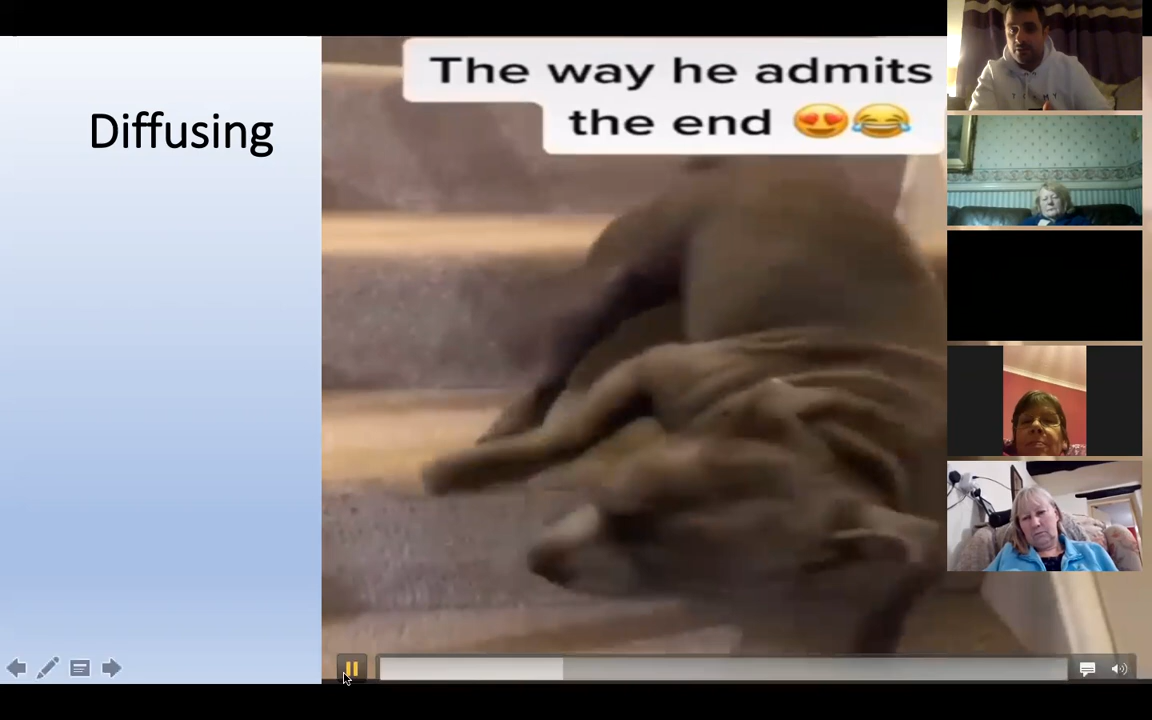 Diffusing
The way he admits
the end 😍😂